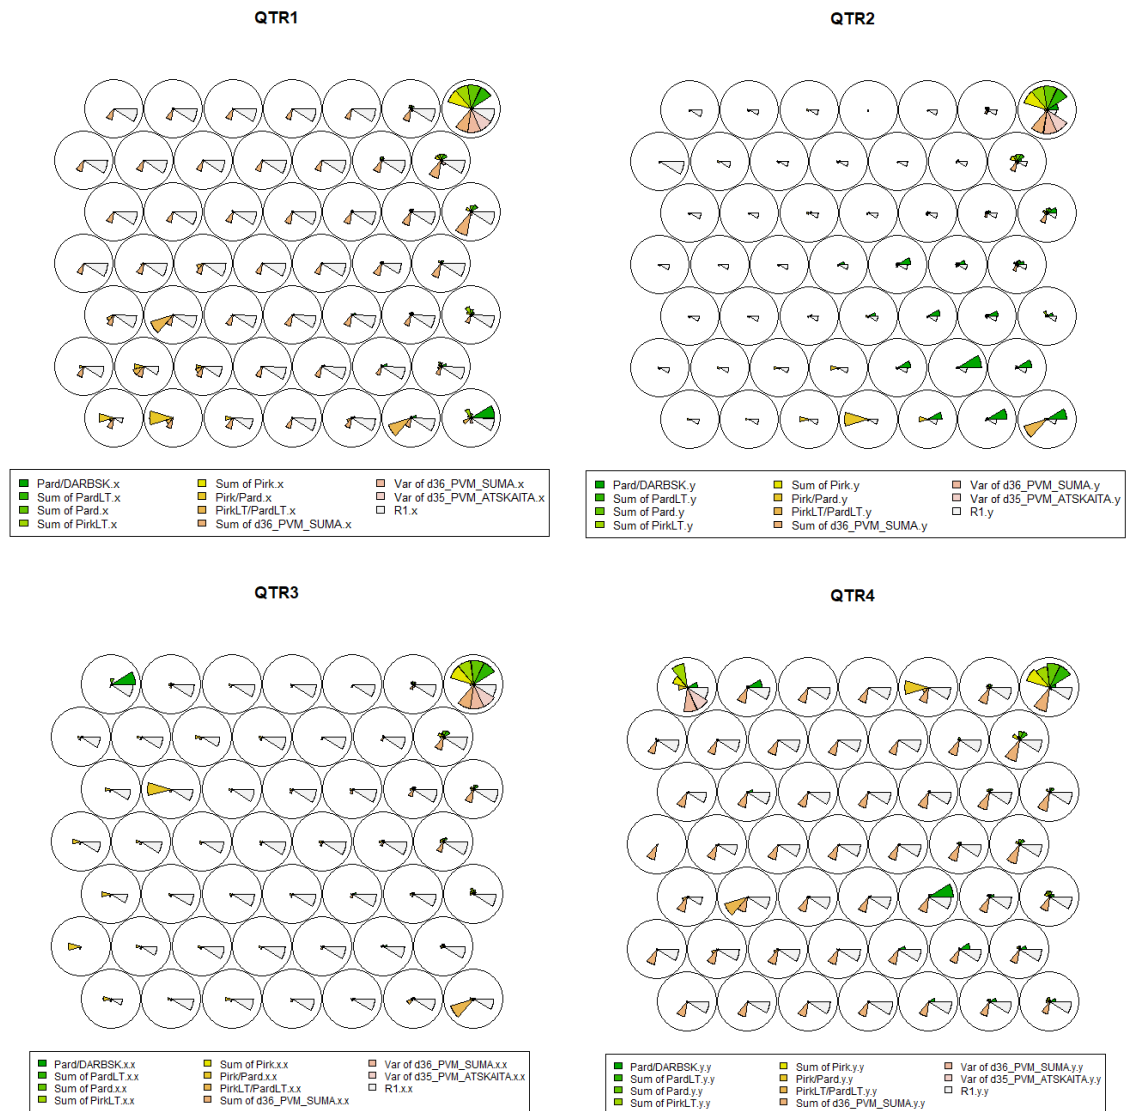 QTR1
QTR2
Pard/DARBSK.x
Sum of PardLT.x
Sum of Pard.x
Sum of PirkLT.x
Sum of Pirk.x
Pirk/Pard.x
PirkLT/PardLT.x
Sum of d36_PVM_SUMA.x
Var of d36_PVM_SUMA.x
Var of d35_PVM_ATSKAITA.x
R1.x
Pard/DARBSK.y
Sum of PardLT.y
Sum of Pard.y
Sum of PirkLT.y
Sum of Pirk.y
Pirk/Pard.y
PirkLT/PardLT.y
Sum of d36_PVM_SUMA.y
Var of d36_PVM_SUMA.y
Var of d35_PVM_ATSKAITA.y
R1.y
QTR3
QTR4
Pard/DARBSK.x.x
Sum of PardLT.x.x
Sum of Pard.x.x
Sum of PirkLT.x.x
Sum of Pirk.x.x
Pirk/Pard.x.x
PirkLT/PardLT.x.x
Sum of d36_PVM_SUMA.x.x
Var of d36_PVM_SUMA.x.x
Var of d35_PVM_ATSKAITA.x.x
R1.x.x
Pard/DARBSK.y.y
Sum of PardLT.y.y
Sum of Pard.y.y
Sum of PirkLT.y.y
Sum of Pirk.y.y
Pirk/Pard.y.y
PirkLT/PardLT.y.y
Sum of d36_PVM_SUMA.y.y
Var of d36_PVM_SUMA.y.y
Var of d35_PVM_ATSKAITA.y.y
R1.y.y